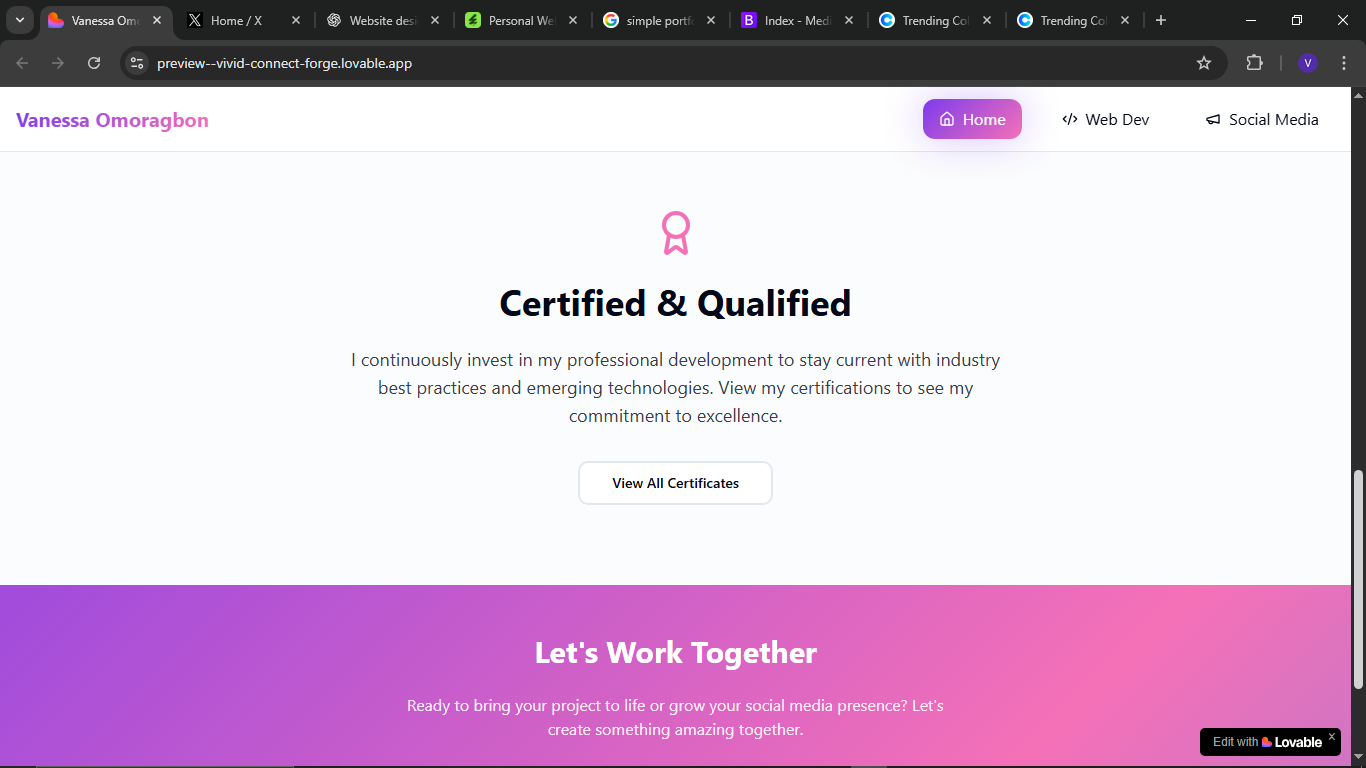 Vanessa Omo
Home / X
Website desi
Personal We
simple portf
Index - Medi
Trending Col
Trending Col
preview--vivid-connect-forge.lovable.app
V
Vanessa Omoragbon
Home
Web Dev
Social Media
Certified & Qualified
I continuously invest in my professional development to stay current with industry
best practices and emerging technologies. View my certifications to see my
commitment to excellence.
View All Certificates
Let's Work Together
Ready to bring your project to life or grow your social media presence? Let's
create something amazing together.
Edit with Lovable